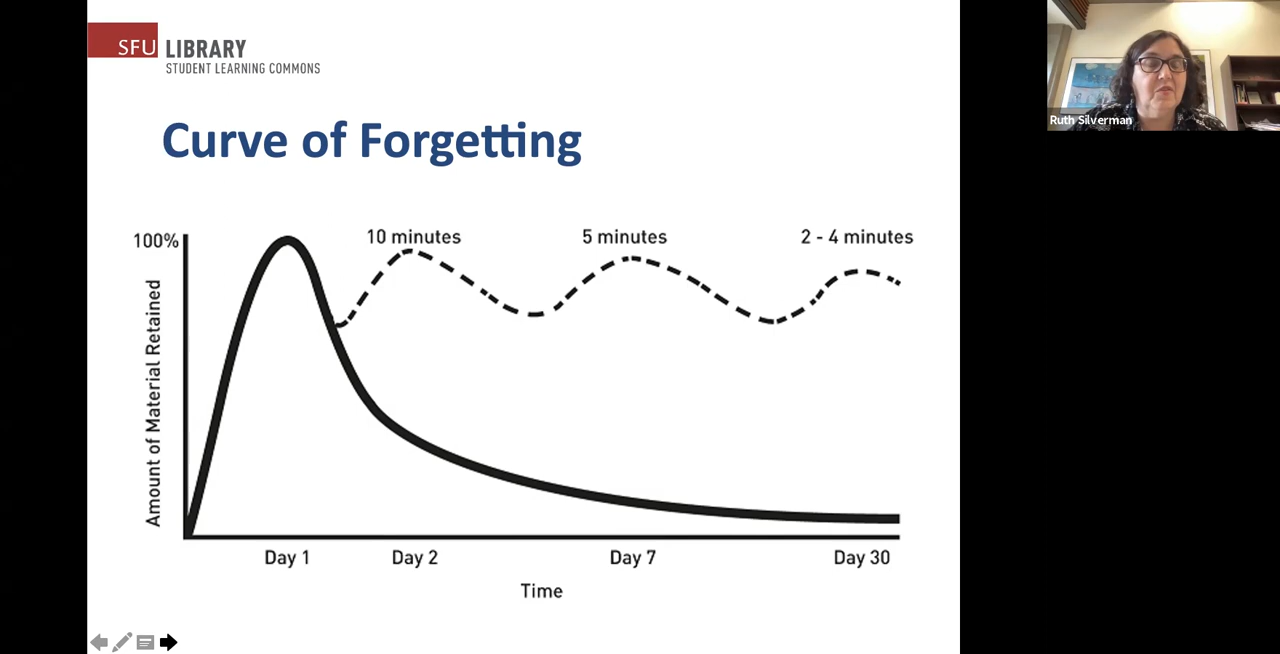 SFU LIBRARY
STUDENT LEARNING COMMONS
Ruth Silverman
Curve of Forgetting
100%
10 minutes
5 minutes
2 - 4 minutes
Amount of Material Retained
Day 1
Day 2
Day 7
Day 30
Time